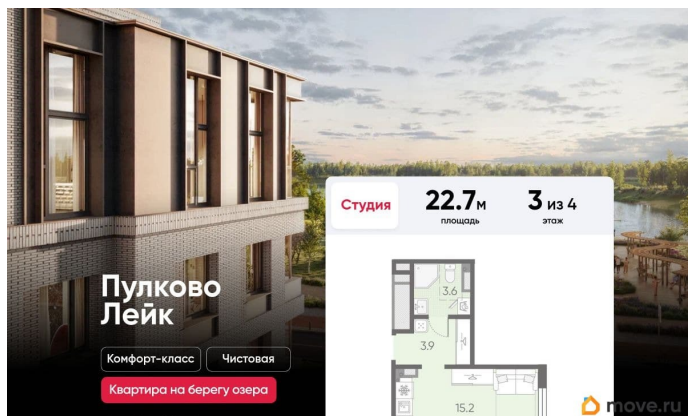 Студия
22.7м
площадь
3 из 4
этаж
Пулково
Лейк
Комфорт-класс
Чистовая
Квартира на берегу озера
3.6
3.9
15.2
move.ru